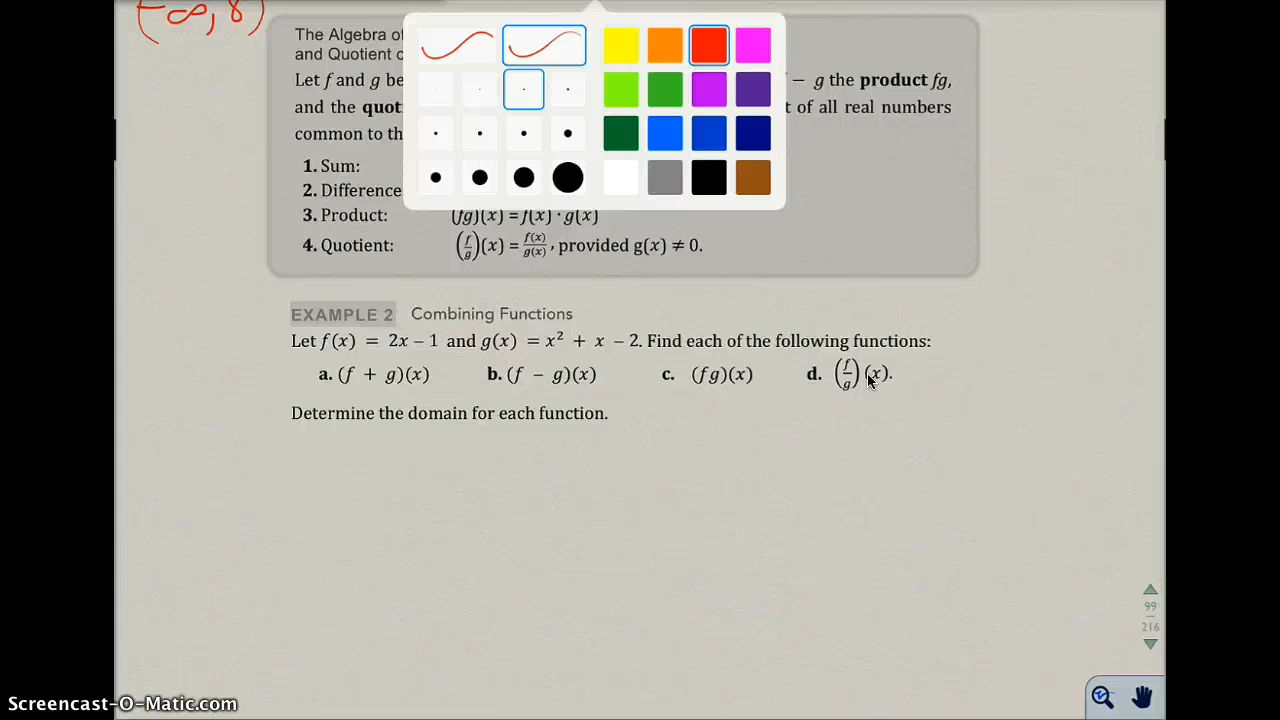 (-∞, 8)
The Algebra of
and Quotient o
Let f and g be – g the product fg,
and the quot t of all real numbers
common to th
1. Sum:
2. Difference
3. Product: (fg)(x) = f(x) · g(x)
4. Quotient: (f/g)(x) = f(x)/g(x), provided g(x) ≠ 0.
EXAMPLE 2 Combining Functions
Let f(x) = 2x – 1 and g(x) = x² + x – 2. Find each of the following functions:
a. (f + g)(x) b. (f – g)(x) c. (fg)(x) d. (f/g)(x).
Determine the domain for each function.
99
216
Screencast-O-Matic.com